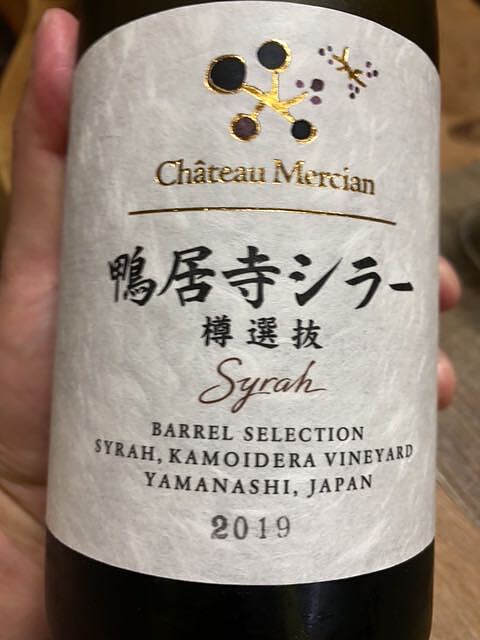 Château Mercian
鴨居寺シラー
樽選抜
Syrah
BARREL SELECTION
SYRAH, KAMOIDERA VINEYARD
YAMANASHI, JAPAN
2019